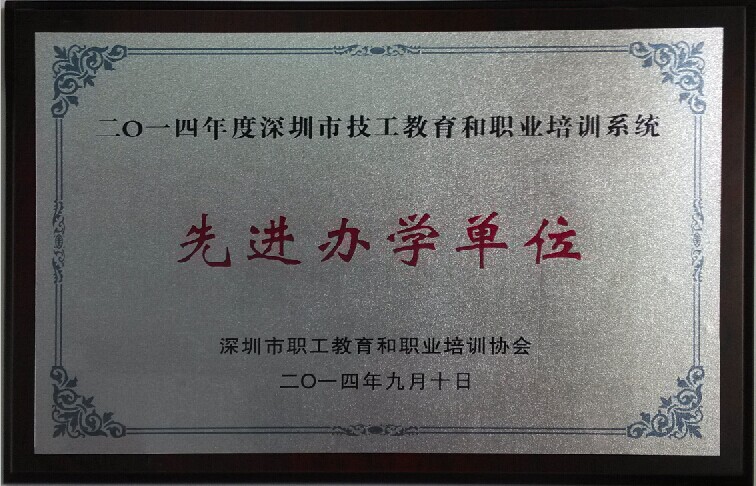 二〇一四年度深圳市技工教育和职业培训系统
先进办学单位
深圳市职工教育和职业培训协会
二〇一四年九月十日